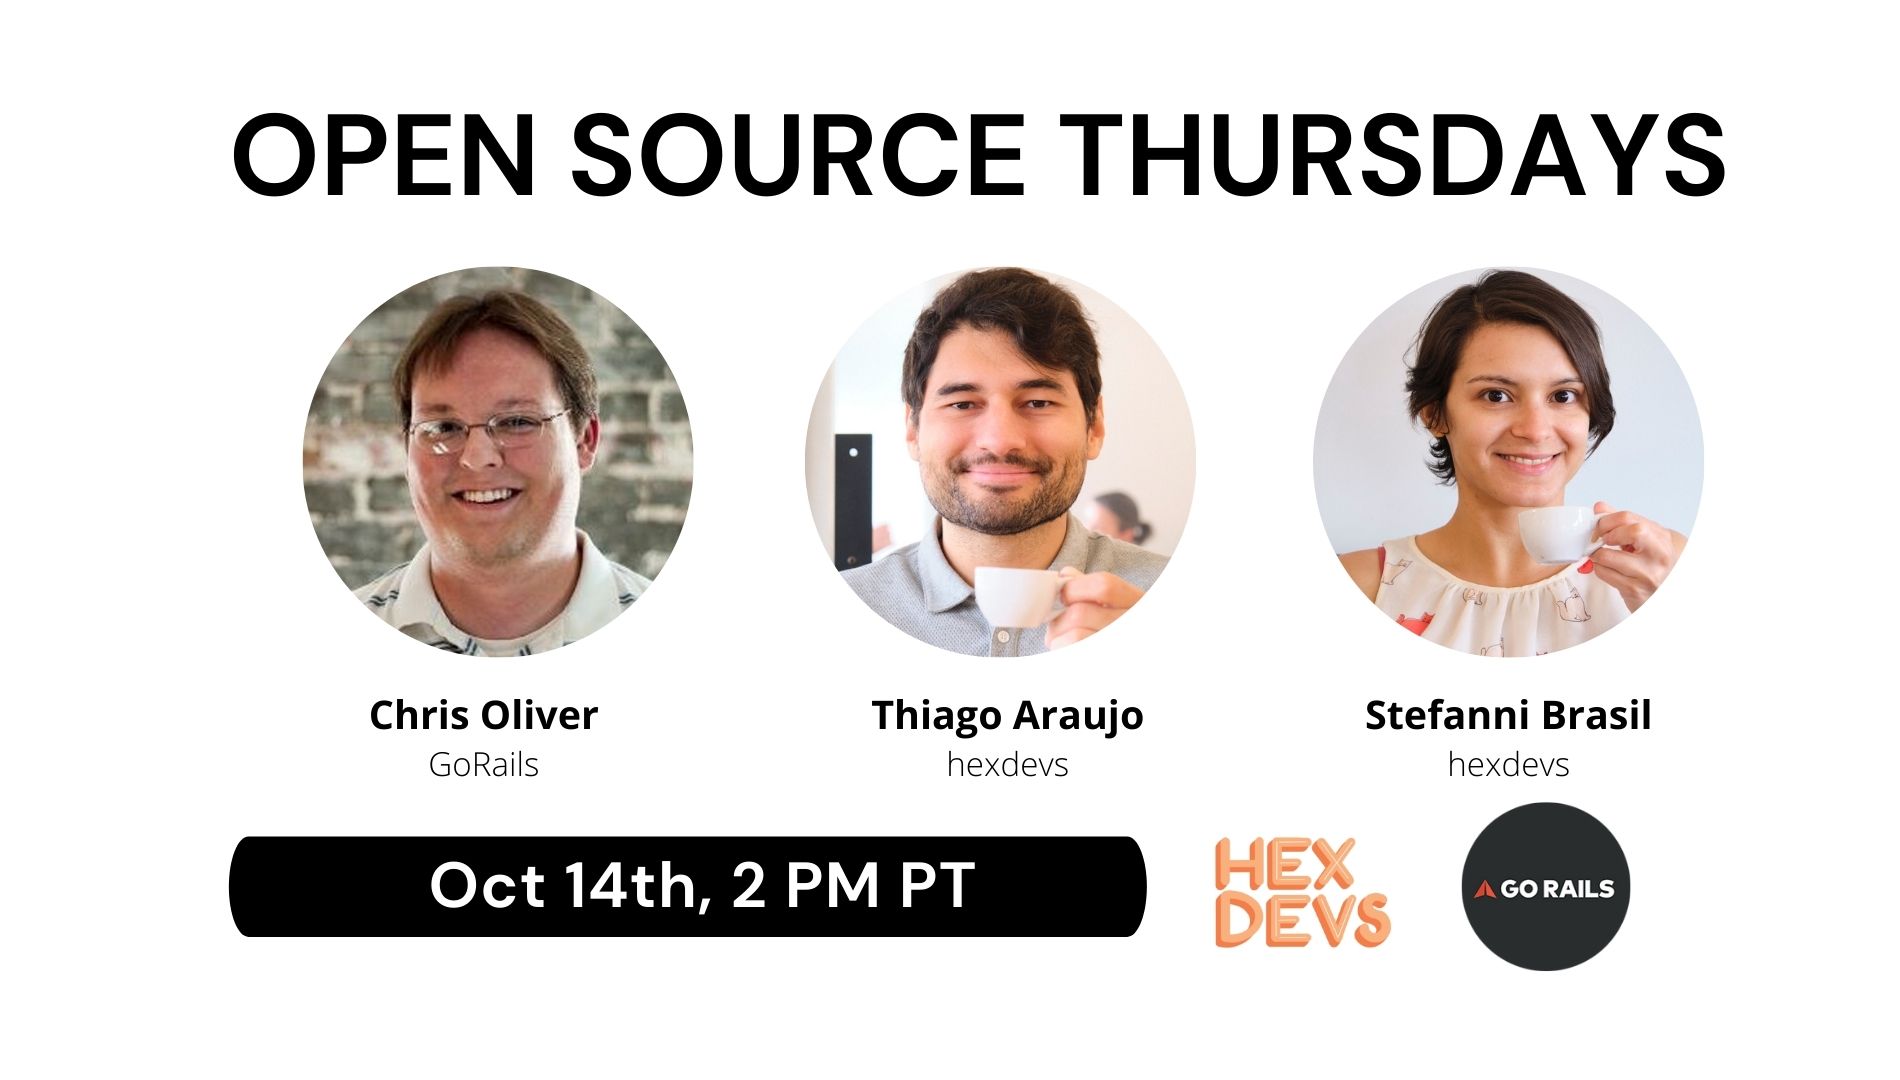 OPEN SOURCE THURSDAYS
Chris Oliver
GoRails
Thiago Araujo
hexdevs
Stefanni Brasil
hexdevs
Oct 14th, 2 PM PT
HEX
DEVS
GO RAILS